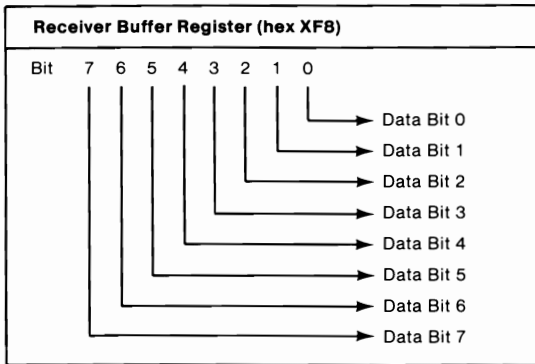 Receiver Buffer Register (hex XF8)
Bit 7 6 5 4 3 2 1 0
Data Bit 0
Data Bit 1
Data Bit 2
Data Bit 3
Data Bit 4
Data Bit 5
Data Bit 6
Data Bit 7